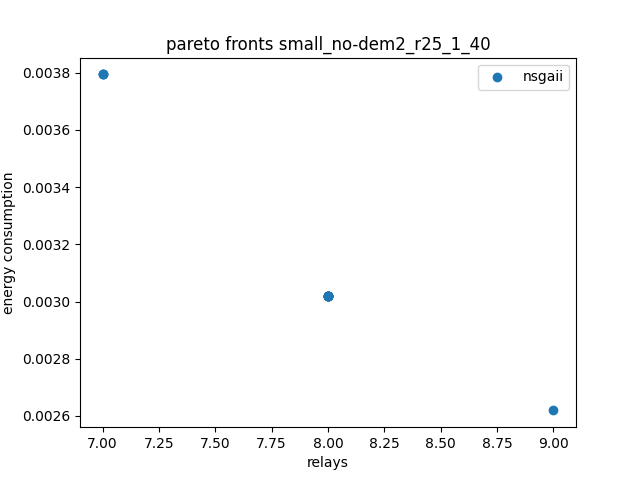 pareto fronts small_no-dem2_r25_1_40
nsgaii
0.0038
0.0036
0.0034
0.0032
0.0030
0.0028
0.0026
energy consumption
7.00 7.25 7.50 7.75 8.00 8.25 8.50 8.75 9.00
relays